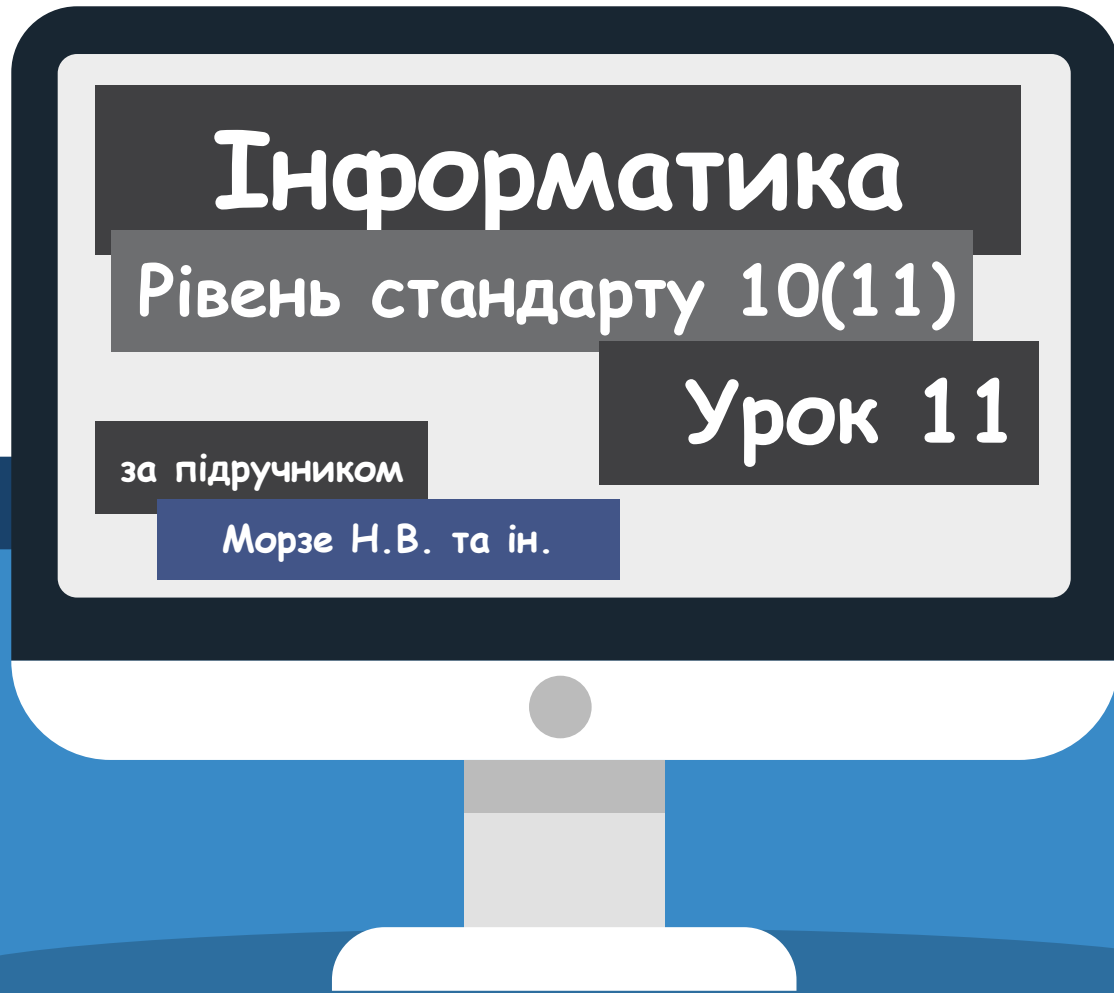 Інформатика
Рівень стандарту 10(11)
Урок 11
за підручником
Морзе Н.В. та ін.